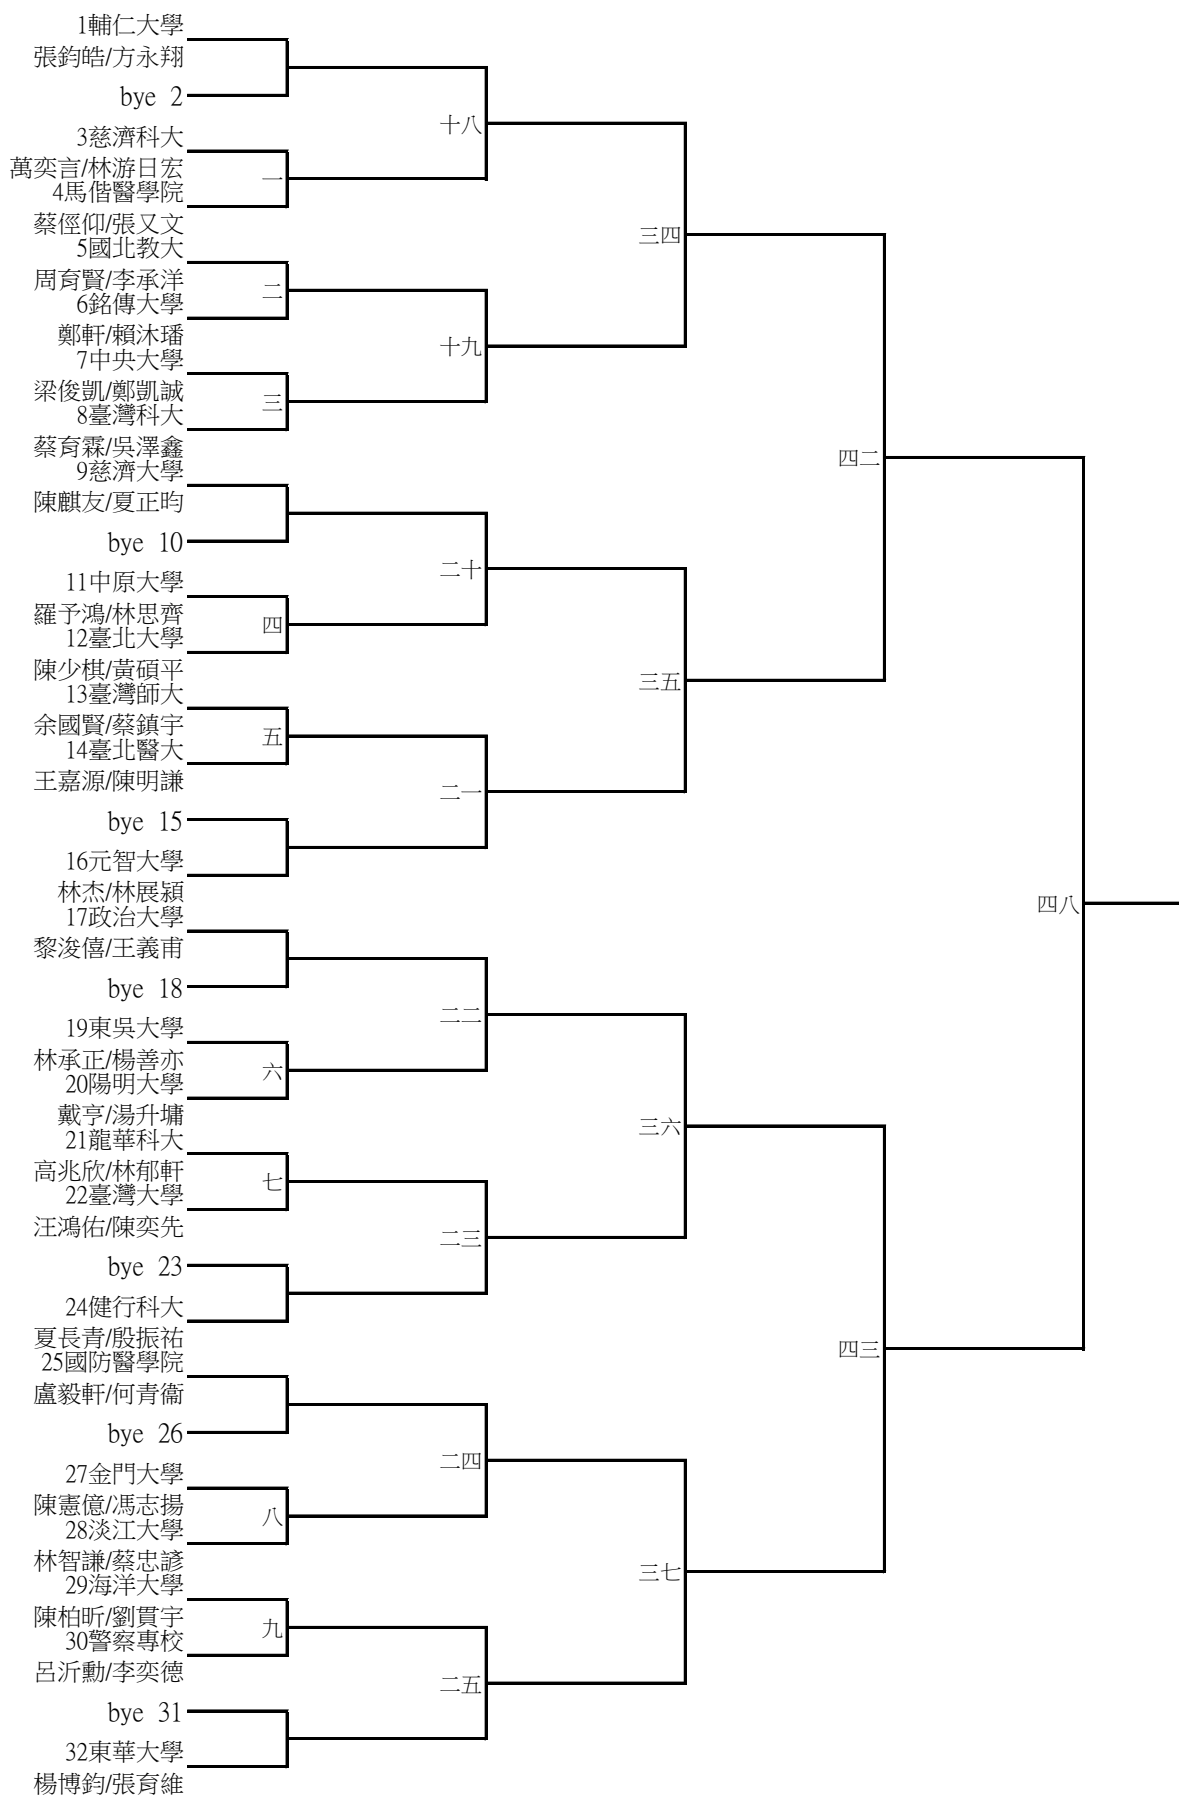 1輔仁大學
張鈞皓/方永翔
bye 2
十八
3慈濟科大
萬奕言/林游日宏
一
4馬偕醫學院
蔡俓仰/張又文
三四
5國北教大
周育賢/李承洋
二
6銘傳大學
鄭軒/賴沐璠
十九
7中央大學
梁俊凱/鄭凱誠
三
8臺灣科大
蔡育霖/吳澤鑫
四二
9慈濟大學
陳麒友/夏正昀
bye 10
二十
11中原大學
羅予鴻/林思齊
四
12臺北大學
陳少棋/黃碩平
三五
13臺灣師大
余國賢/蔡鎮宇
五
14臺北醫大
王嘉源/陳明謙
二一
bye 15
16元智大學
林杰/林展潁
四八
17政治大學
黎浚僖/王義甫
bye 18
二二
19東吳大學
林承正/楊善亦
六
20陽明大學
戴亨/湯升墉
三六
21龍華科大
高兆欣/林郁軒
七
22臺灣大學
汪鴻佑/陳奕先
二三
bye 23
24健行科大
夏長青/殷振祐
四三
25國防醫學院
盧毅軒/何青衞
bye 26
二四
27金門大學
陳憲億/馮志揚
八
28淡江大學
林智謙/蔡忠諺
三七
29海洋大學
陳柏昕/劉貫宇
九
30警察專校
呂沂勳/李奕德
二五
bye 31
32東華大學
楊博鈞/張育維